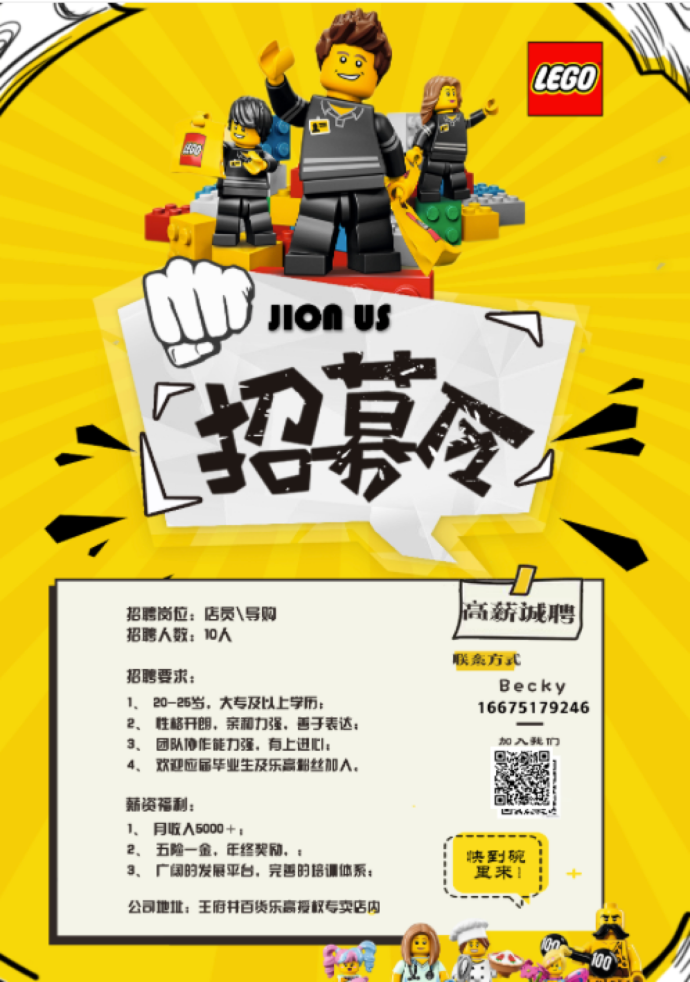 LEGO
LEGO
JION US
招募令
招聘岗位：店员\导购
招聘人数：10人
招聘要求：
1、 20-25岁，大专及以上学历；
2、 性格开朗，亲和力强，善于表达；
3、 团队协作能力强，有上进心；
4、 欢迎应届毕业生及乐高粉丝加入。
薪资福利：
1、 月收入5000＋；
2、 五险一金，年终奖励，；
3、 广阔的发展平台，完善的培训体系；
公司地址：王府井百货乐高授权专卖店内
高薪诚聘
联系方式
Becky
16675179246
加入我们
快到碗
里来！
100
100